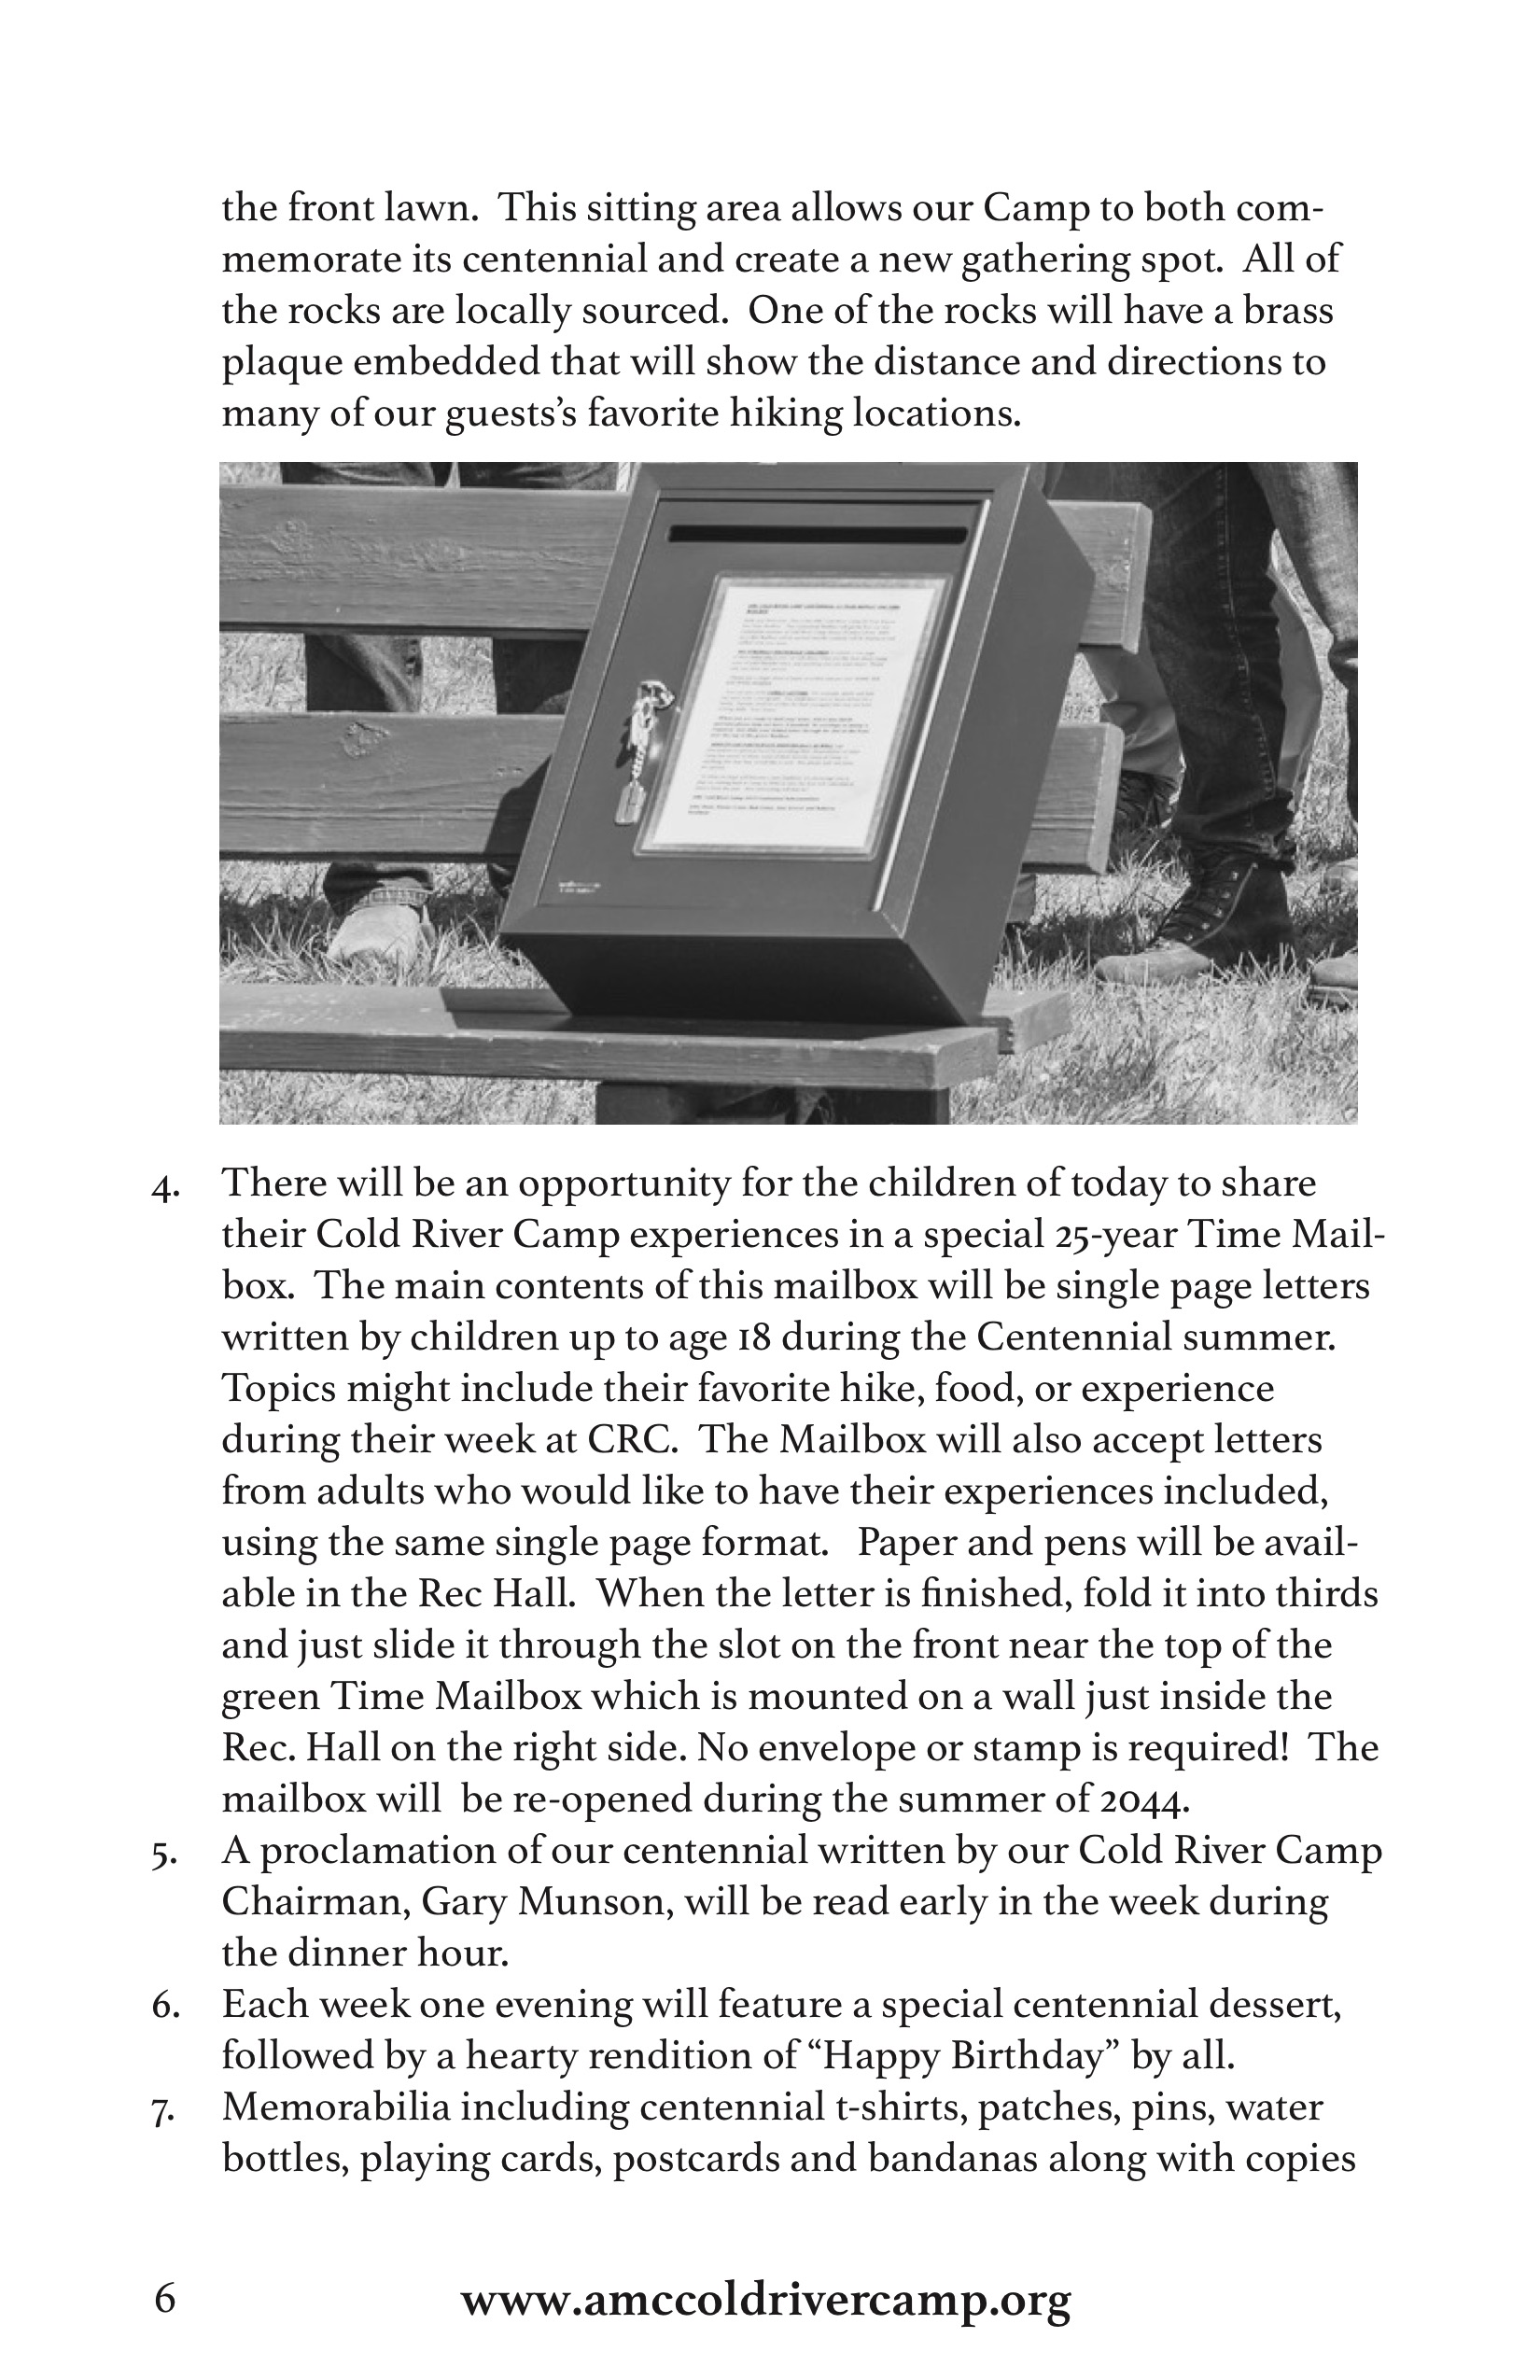 the front lawn.  This sitting area allows our Camp to both com-
memorate its centennial and create a new gathering spot.  All of
the rocks are locally sourced.  One of the rocks will have a brass
plaque embedded that will show the distance and directions to
many of our guests’s favorite hiking locations.
4. There will be an opportunity for the children of today to share
their Cold River Camp experiences in a special 25-year Time Mail-
box.  The main contents of this mailbox will be single page letters
written by children up to age 18 during the Centennial summer.
Topics might include their favorite hike, food, or experience
during their week at CRC.  The Mailbox will also accept letters
from adults who would like to have their experiences included,
using the same single page format.   Paper and pens will be avail-
able in the Rec Hall.  When the letter is finished, fold it into thirds
and just slide it through the slot on the front near the top of the
green Time Mailbox which is mounted on a wall just inside the
Rec. Hall on the right side. No envelope or stamp is required!  The
mailbox will  be re-opened during the summer of 2044.
5. A proclamation of our centennial written by our Cold River Camp
Chairman, Gary Munson, will be read early in the week during
the dinner hour.
6. Each week one evening will feature a special centennial dessert,
followed by a hearty rendition of “Happy Birthday” by all.
7. Memorabilia including centennial t-shirts, patches, pins, water
bottles, playing cards, postcards and bandanas along with copies
6 www.amccoldrivercamp.org